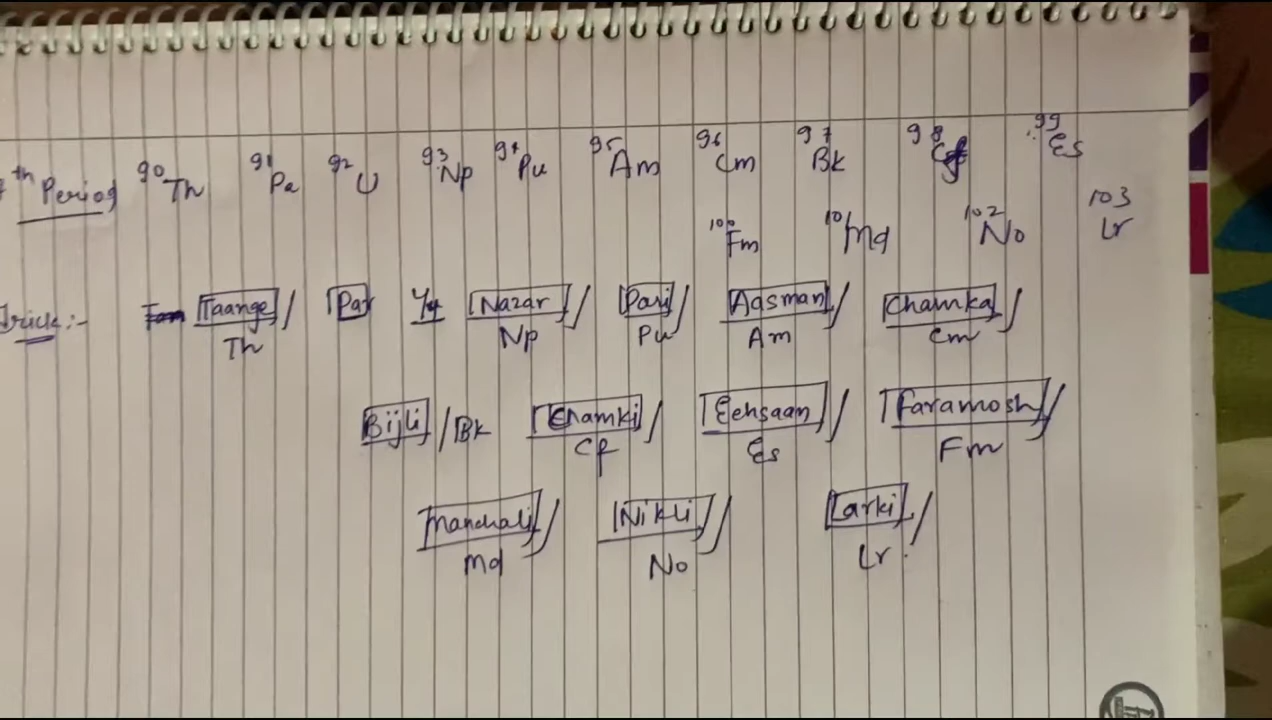 th Period 90 Th 91 Pa 92 U 93 Np 94 Pu 95 Am 96 Cm 97 Bk 98 Cf 99 Es
100 Fm 101 Md 102 No 103 Lr
Trick:- Taange / Par Yu Nazar / Pari / Aasman / Chamka /
Th Np Pu Am Cm
Bijli / Bk Chamki / Eehsaan / Faramosh /
Cf Es Fm
Manchali / Nikli / Larki /
Md No Lr.